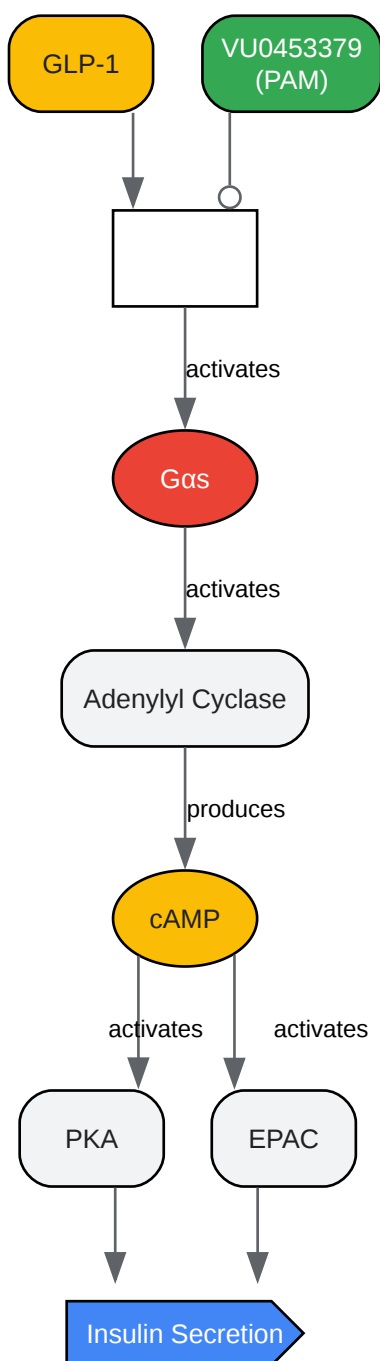 GLP-1
VU0453379
(PAM)
activates
Gαs
activates
Adenylyl Cyclase
produces
cAMP
activates
activates
PKA
EPAC
Insulin Secretion